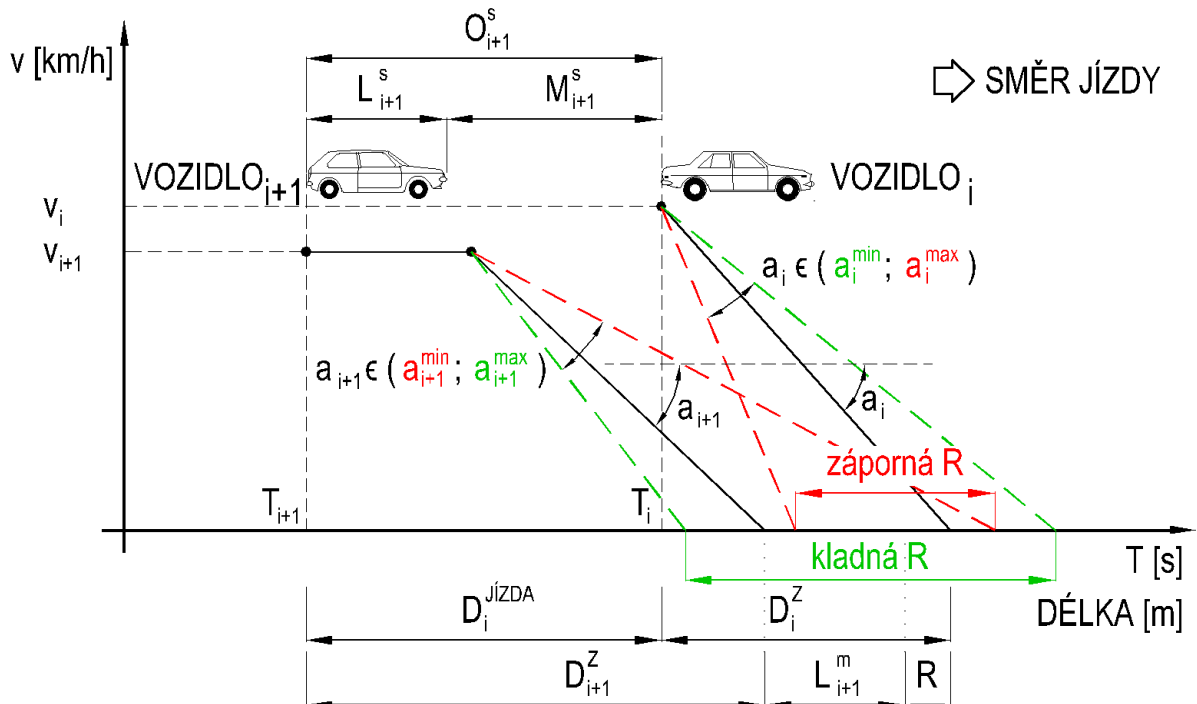 O^s_{i+1}
v [km/h]
L^s_{i+1} M^s_{i+1}
SMĚR JÍZDY
VOZIDLO_{i+1} VOZIDLO_i
v_i
v_{i+1}
a_i ϵ ( a_i^{min} ; a_i^{max} )
a_{i+1} ϵ ( a_{i+1}^{min} ; a_{i+1}^{max} )
a_{i+1} a_i
záporná R
T_{i+1} T_i
kladná R T [s]
D_i^{JÍZDA} D_i^Z DÉLKA [m]
D_{i+1}^Z L_{i+1}^m R